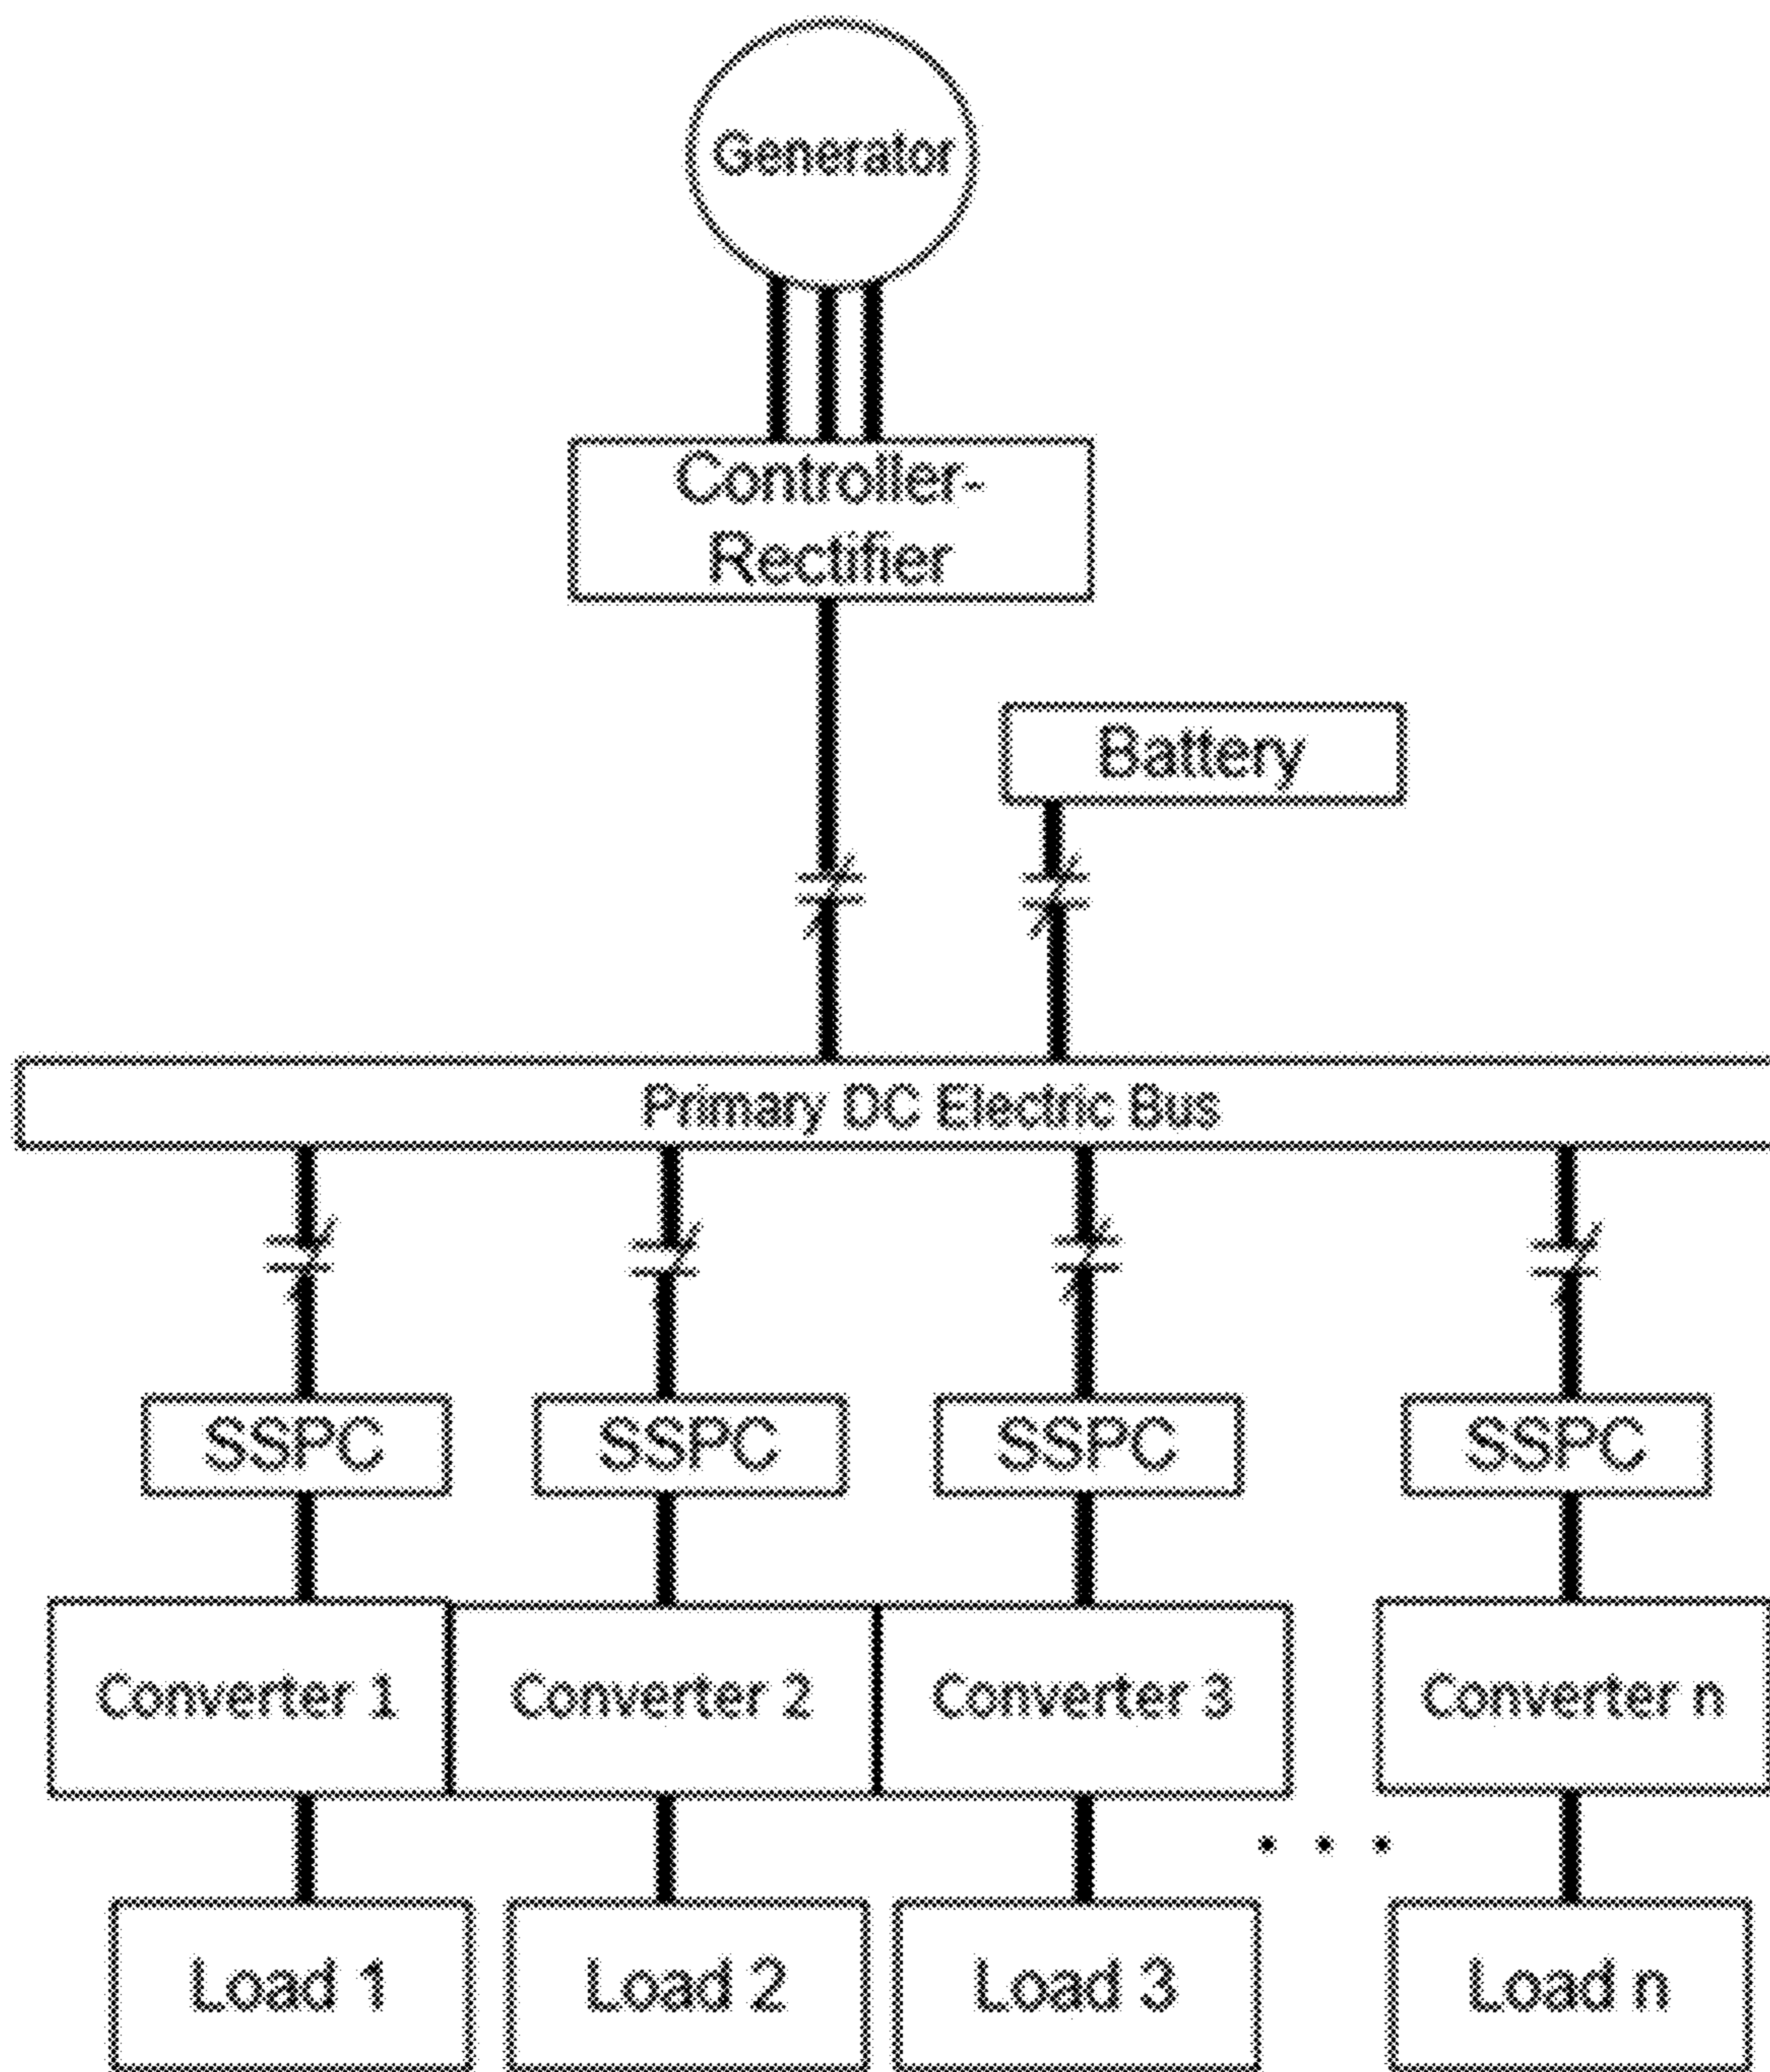 Generator
Controller-
Rectifier
Battery
Primary DC Electric Bus
SSPC SSPC SSPC SSPC
Converter 1 Converter 2 Converter 3 Converter n
. . .
Load 1 Load 2 Load 3 Load n